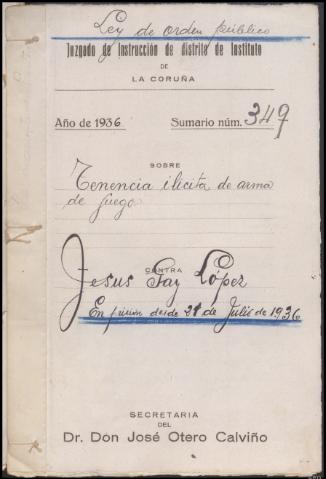 Ley de orden público
Juzgado de Instrucción de distrito de Instituto
DE
LA CORUÑA
Año de 1936 Sumario núm. 349
SOBRE
Tenencia ilicita de arma
de fuego
CONTRA
Jesus Fay López
En prision desde 21 de Julio de 1936
SECRETARIA
DEL
Dr. Don José Otero Calviño